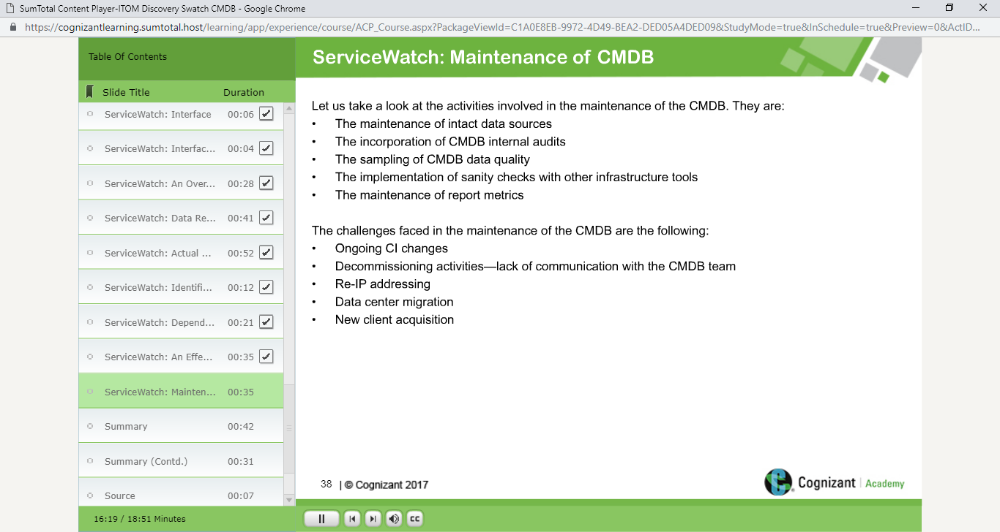 SumTotal Content Player-ITOM Discovery Swatch CMDB - Google Chrome
https://cognizantlearning.sumtotal.host/learning/app/experience/course/ACP_Course.aspx?PackageViewId=C1A0E8EB-9972-4D49-BEA2-DED05A4DED09&StudyMode=true&InSchedule=true&Preview=0&ActID...
Table Of Contents
Slide Title Duration
ServiceWatch: Interface 00:06
ServiceWatch: Interfac... 00:04
ServiceWatch: An Over... 00:28
ServiceWatch: Data Re... 00:41
ServiceWatch: Actual ... 00:52
ServiceWatch: Identifi... 00:12
ServiceWatch: Depend... 00:21
ServiceWatch: An Effe... 00:35
ServiceWatch: Mainten... 00:35
Summary 00:42
Summary (Contd.) 00:31
Source 00:07
16:19 / 18:51 Minutes
ServiceWatch: Maintenance of CMDB
Let us take a look at the activities involved in the maintenance of the CMDB. They are:
• The maintenance of intact data sources
• The incorporation of CMDB internal audits
• The sampling of CMDB data quality
• The implementation of sanity checks with other infrastructure tools
• The maintenance of report metrics
The challenges faced in the maintenance of the CMDB are the following:
• Ongoing CI changes
• Decommissioning activities—lack of communication with the CMDB team
• Re-IP addressing
• Data center migration
• New client acquisition
38 | © Cognizant 2017
Cognizant | Academy
CC